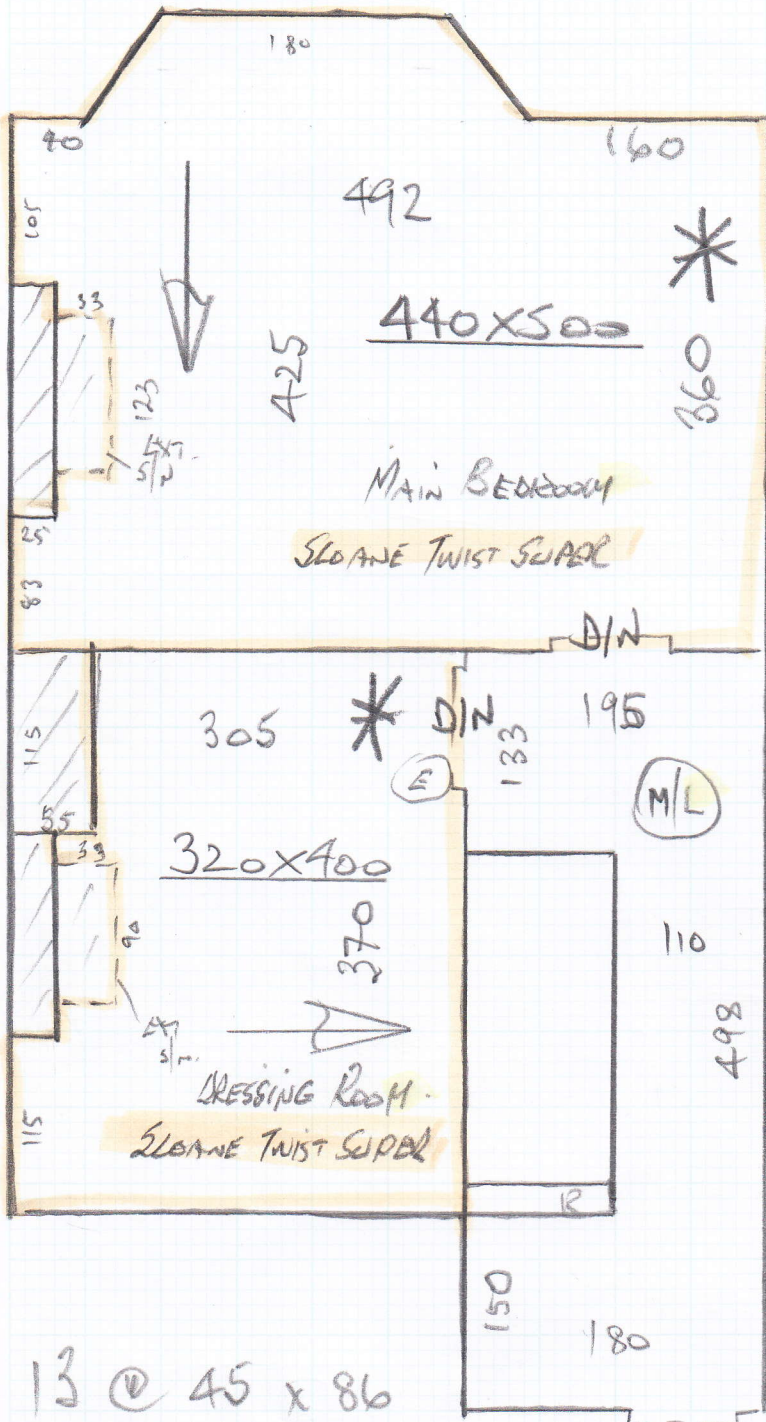 180
40
160
105
492
33
440x500
425
123
360
EXT.
S/N
MAIN BEDROOM
25
SLOANE TWIST SUPER
83
D/N
305
D/N
195
115
133
E
M/L
55
33
320x400
90
370
110
498
EXT
S/N.
DRESSING ROOM.
115
SLOANE TWIST SUPER
R
150
180
13 @ 45 x 86